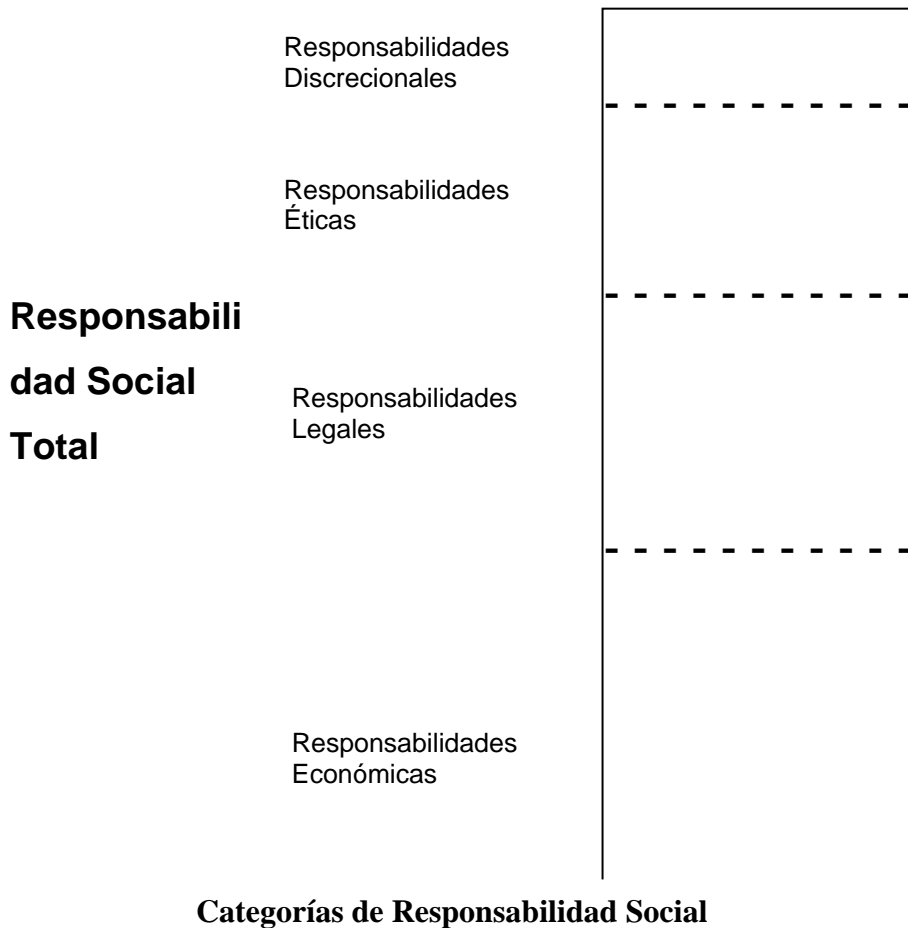 Responsabilidades
Discrecionales
Responsabilidades
Éticas
Responsabili
dad Social
Total
Responsabilidades
Legales
Responsabilidades
Económicas
Categorías de Responsabilidad Social